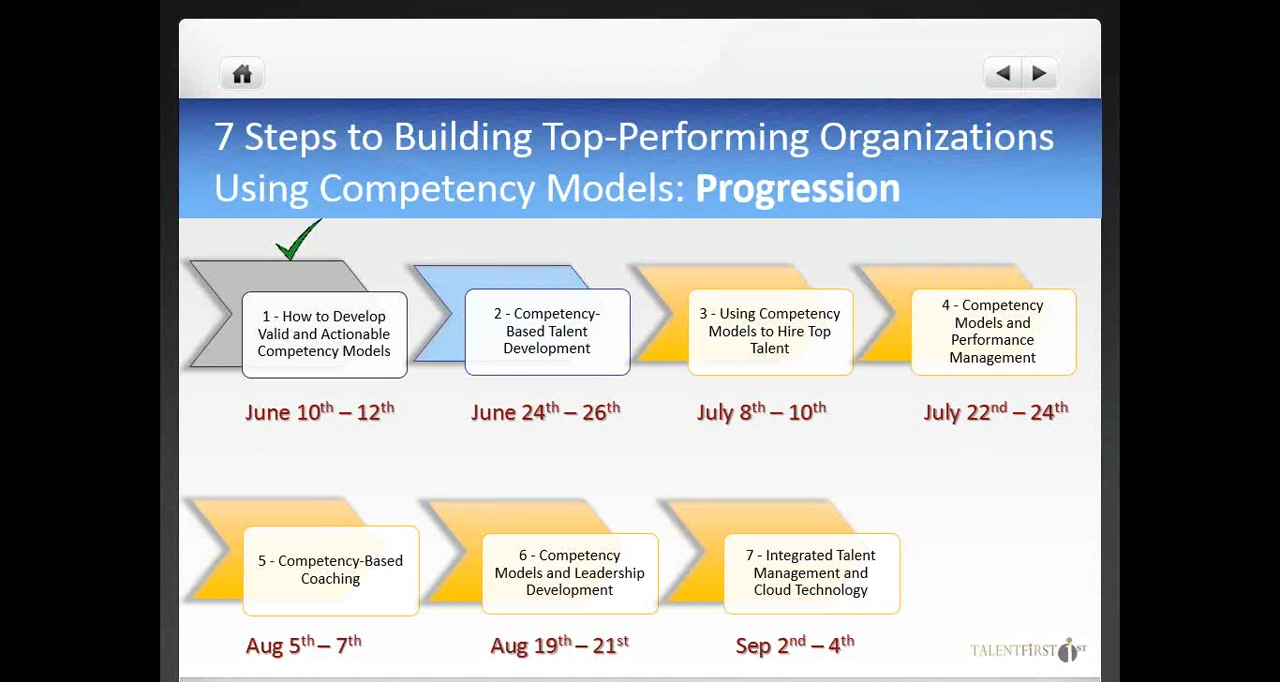 7 Steps to Building Top-Performing Organizations
Using Competency Models: Progression
1 - How to Develop
Valid and Actionable
Competency Models
2 - Competency-
Based Talent
Development
3 - Using Competency
Models to Hire Top
Talent
4 - Competency
Models and
Performance
Management
June 10th – 12th
June 24th – 26th
July 8th – 10th
July 22nd – 24th
5 - Competency-Based
Coaching
6 - Competency
Models and Leadership
Development
7 - Integrated Talent
Management and
Cloud Technology
Aug 5th – 7th
Aug 19th – 21st
Sep 2nd – 4th
TALENTFIRST 1ST